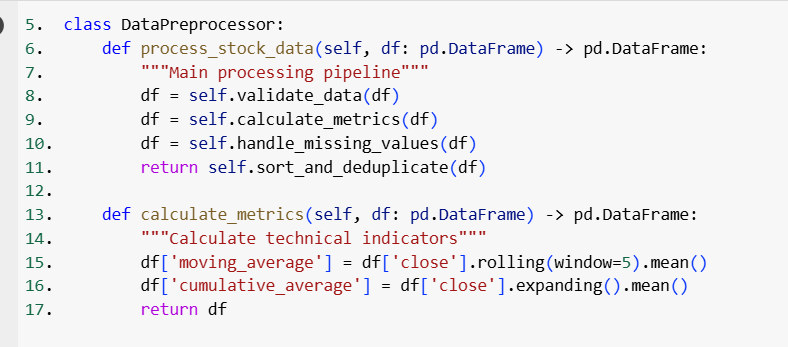 5. class DataPreprocessor:
6.     def process_stock_data(self, df: pd.DataFrame) -> pd.DataFrame:
7.         """Main processing pipeline"""
8.         df = self.validate_data(df)
9.         df = self.calculate_metrics(df)
10.         df = self.handle_missing_values(df)
11.         return self.sort_and_deduplicate(df)
12.
13.     def calculate_metrics(self, df: pd.DataFrame) -> pd.DataFrame:
14.         """Calculate technical indicators"""
15.         df['moving_average'] = df['close'].rolling(window=5).mean()
16.         df['cumulative_average'] = df['close'].expanding().mean()
17.         return df